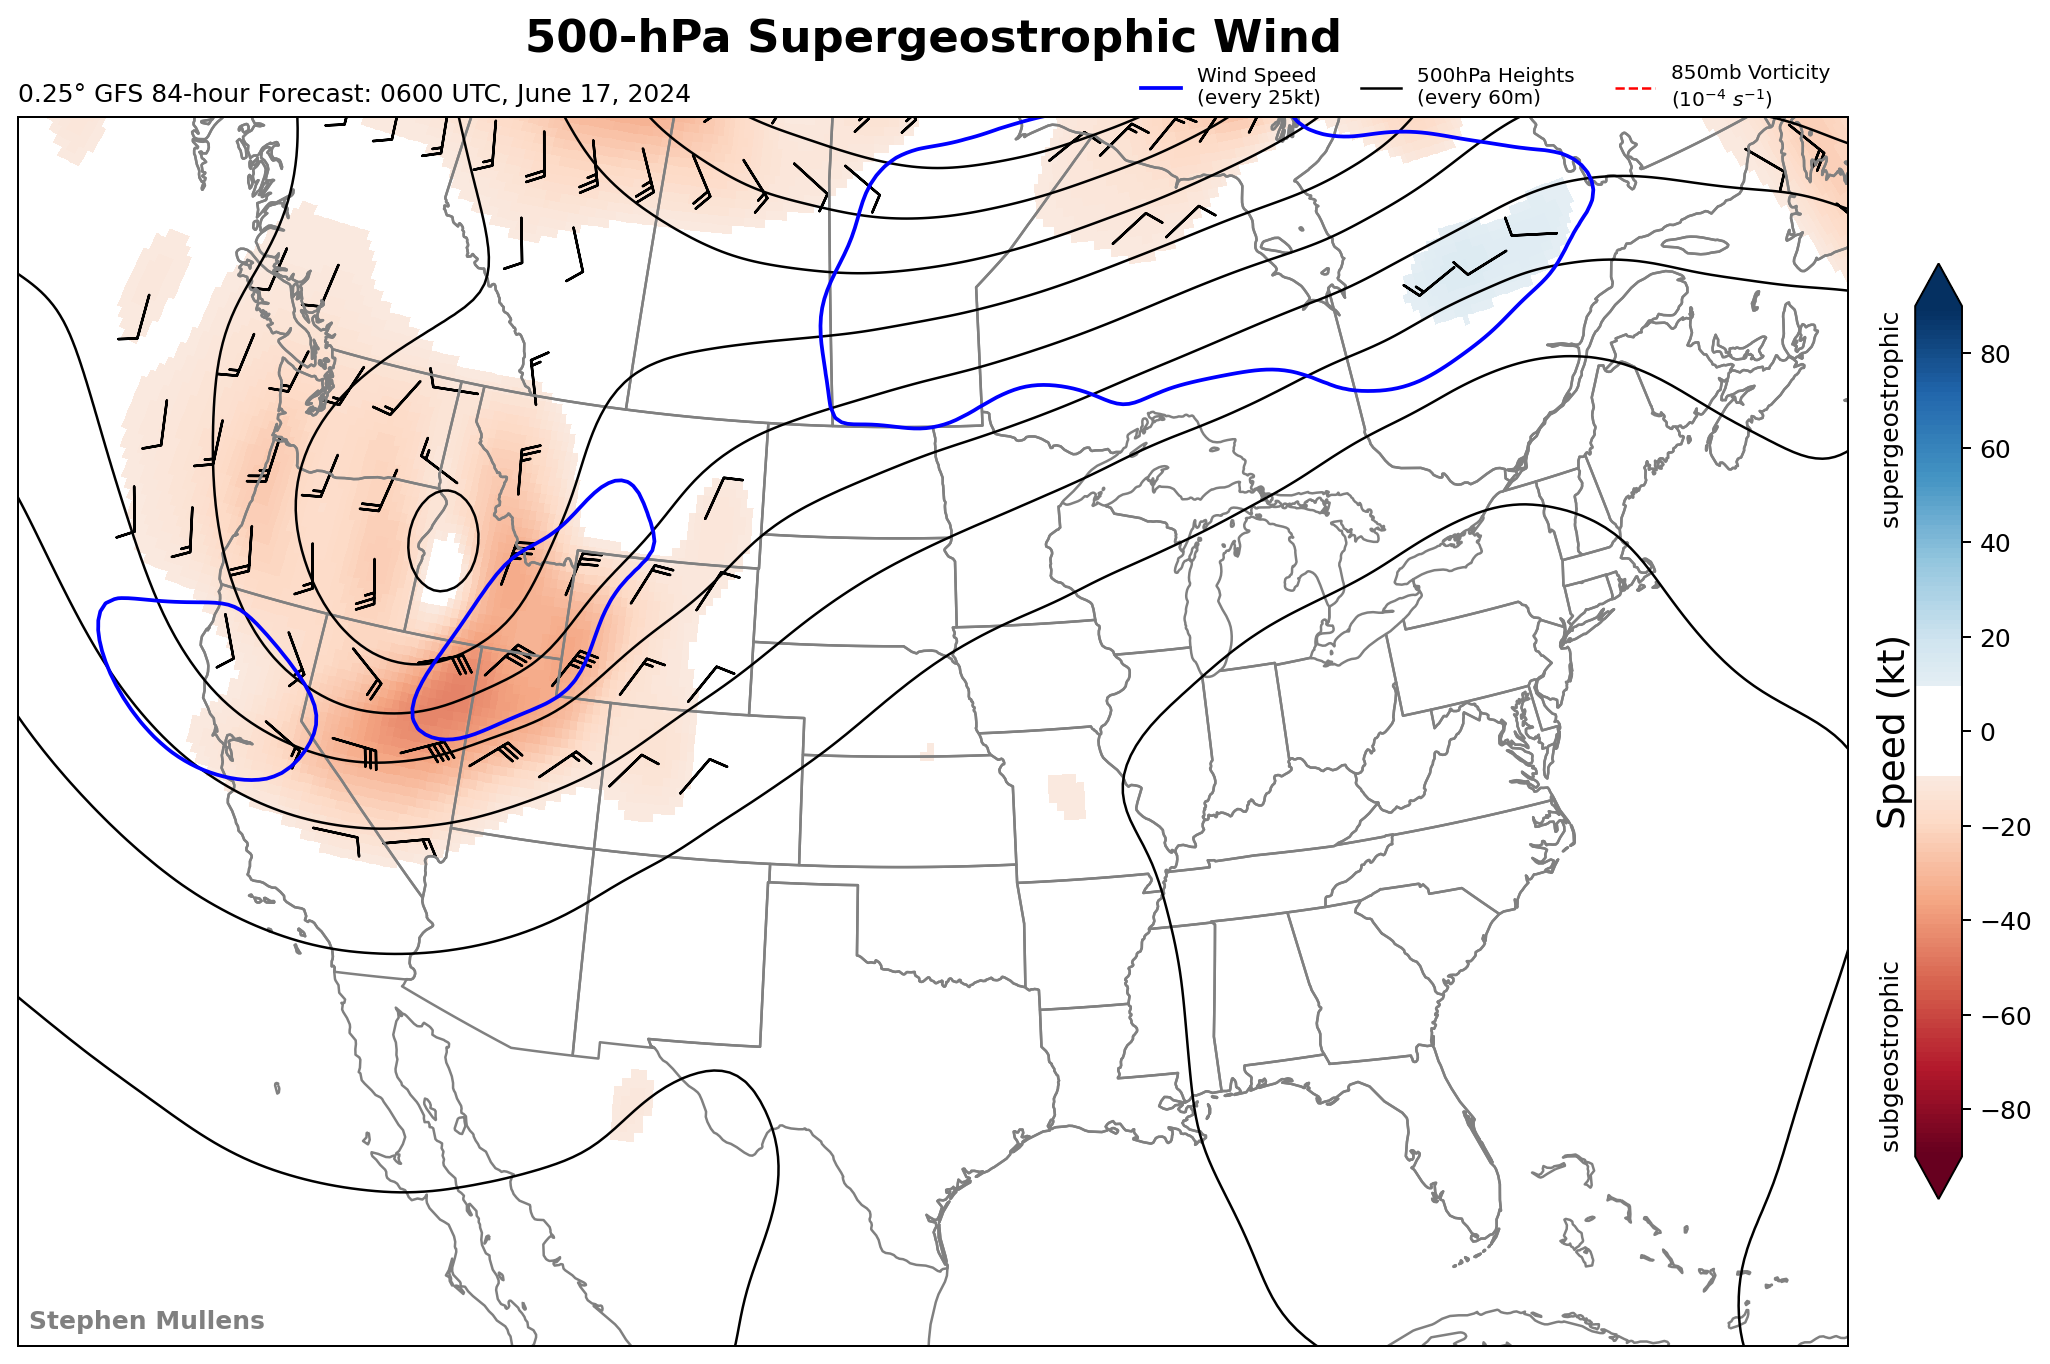 500-hPa Supergeostrophic Wind
0.25° GFS 84-hour Forecast: 0600 UTC, June 17, 2024
Wind Speed
(every 25kt)
500hPa Heights
(every 60m)
850mb Vorticity
(10⁻⁴ s⁻¹)
supergeostrophic
Speed (kt)
subgeostrophic
80
60
40
20
0
−20
−40
−60
−80
Stephen Mullens